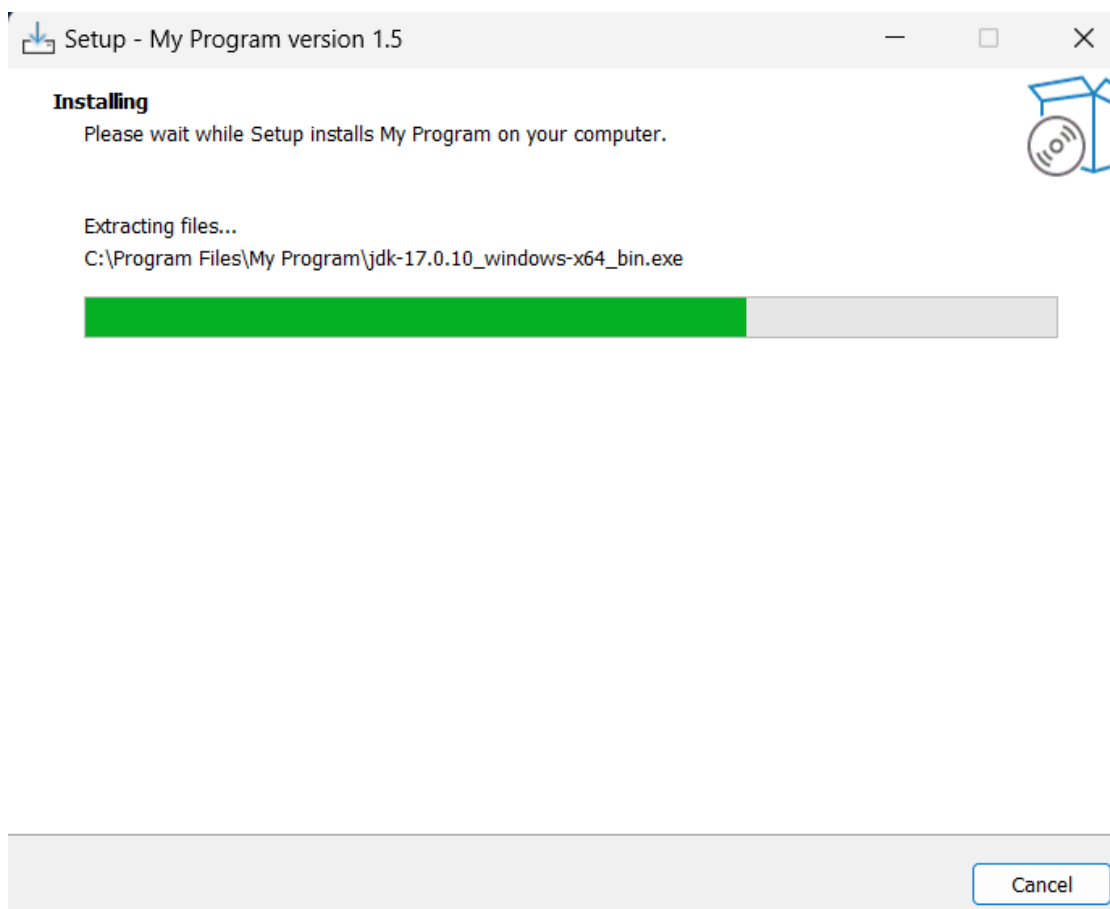 Setup - My Program version 1.5
Installing
Please wait while Setup installs My Program on your computer.
Extracting files...
C:\Program Files\My Program\jdk-17.0.10_windows-x64_bin.exe
Cancel